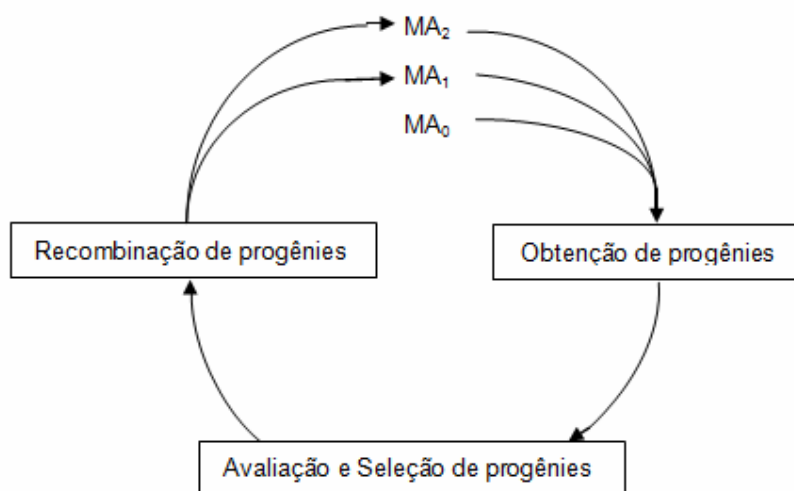 MA₂
MA₁
MA₀
Recombinação de progênies
Obtenção de progênies
Avaliação e Seleção de progênies